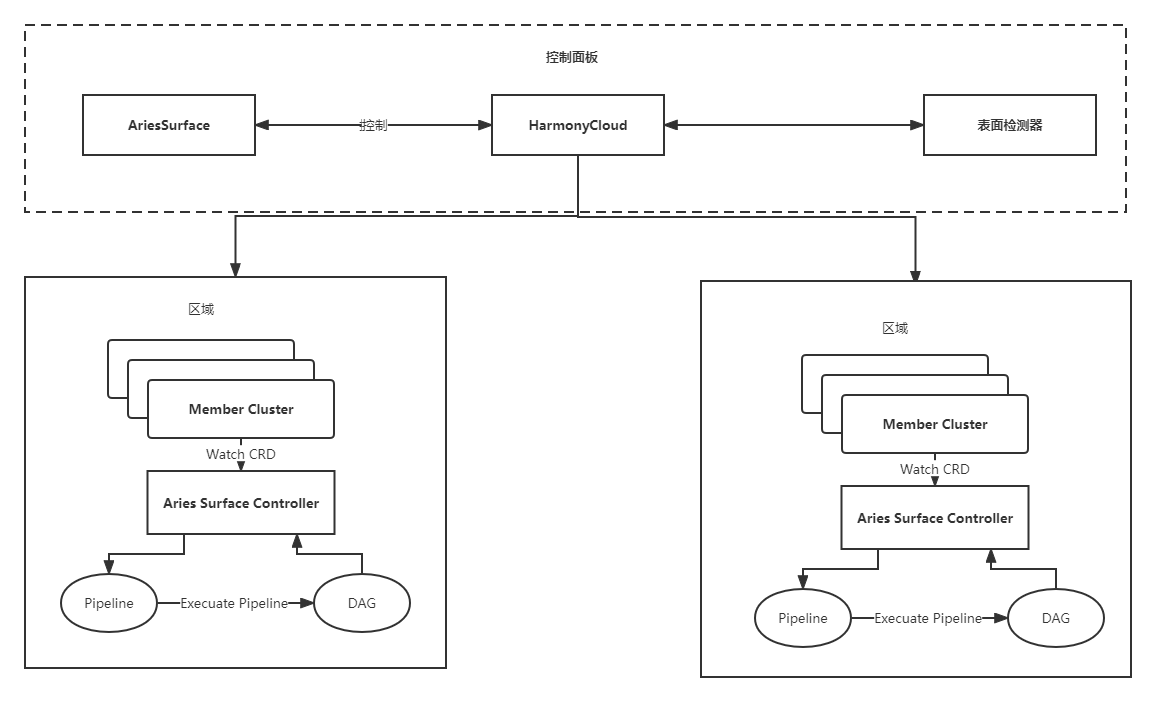 控制面板
AriesSurface
控制
HarmonyCloud
表面检测器
区域
Member Cluster
Watch CRD
Aries Surface Controller
Pipeline
Execuate Pipeline
DAG
区域
Member Cluster
Watch CRD
Aries Surface Controller
Pipeline
Execuate Pipeline
DAG